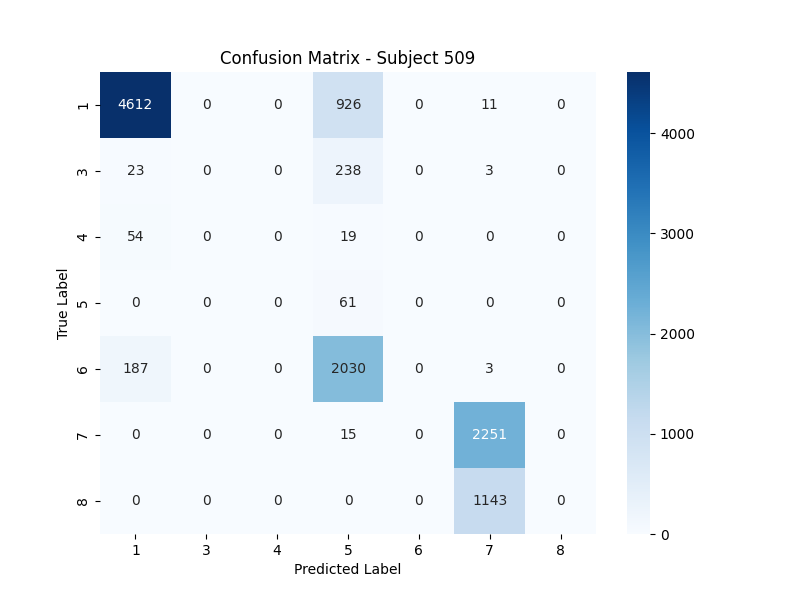 Confusion Matrix - Subject 509
1 4612 0 0 926 0 11 0
3 23 0 0 238 0 3 0
4 54 0 0 19 0 0 0
5 0 0 0 61 0 0 0
6 187 0 0 2030 0 3 0
7 0 0 0 15 0 2251 0
8 0 0 0 0 0 1143 0
1 3 4 5 6 7 8
Predicted Label
True Label
4000
3000
2000
1000
0